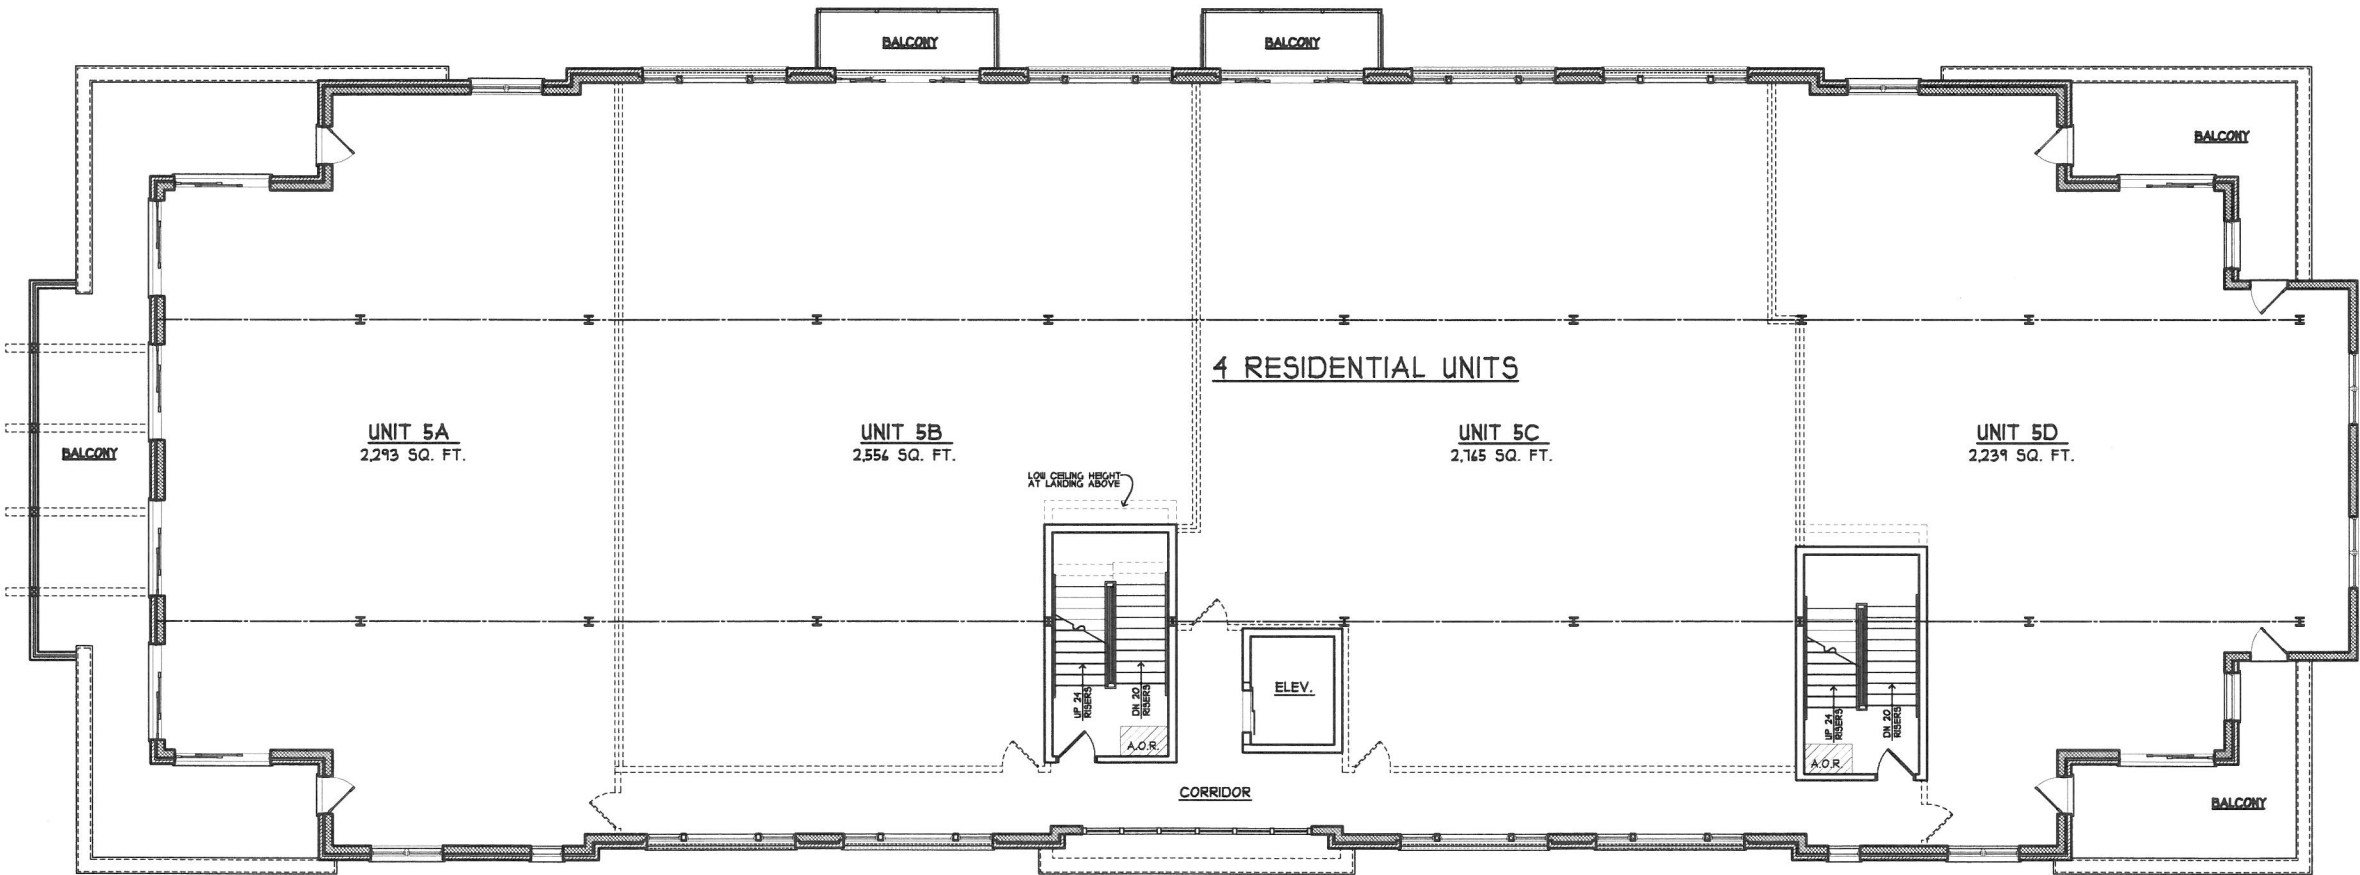 BALCONY
BALCONY
BALCONY
4 RESIDENTIAL UNITS
UNIT 5A
2,293 SQ. FT.
UNIT 5B
2,556 SQ. FT.
UNIT 5C
2,765 SQ. FT.
UNIT 5D
2,239 SQ. FT.
BALCONY
LOW CEILING HEIGHT
AT LANDING ABOVE
ELEV.
UP 24
RISERS
DN 20
RISERS
UP 24
RISERS
DN 20
RISERS
A.O.R.
A.O.R.
CORRIDOR
BALCONY